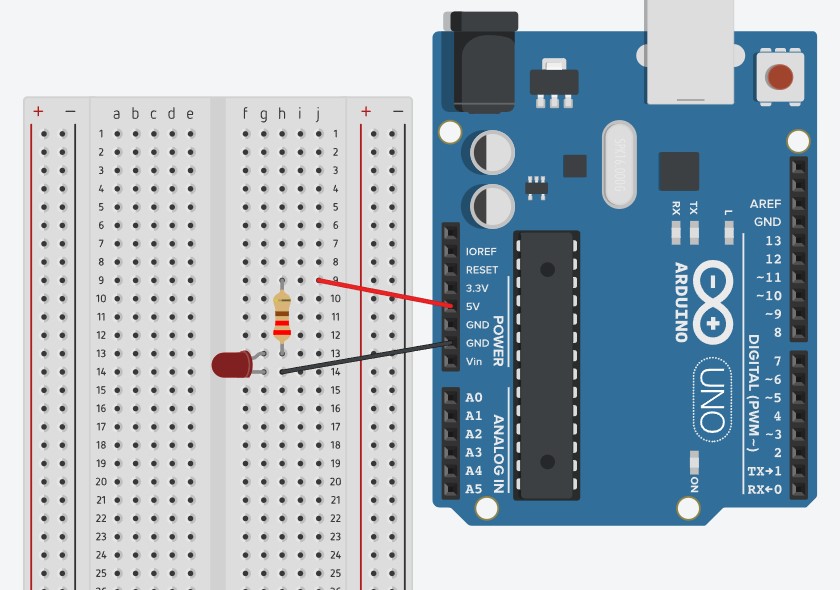 + − a b c d e f g h i j + −
1 1
2 2
3 3
4 4
5 5
6 6
7 7
8 8
9 9
10 10
11 11
12 12
13 13
14 14
15 15
16 16
17 17
18 18
19 19
20 20
21 21
22 22
23 23
24 24
25 25
IOREF
RESET
3.3V
5V
GND
GND
Vin
POWER
A0
A1
A2
A3
A4
A5
ANALOG IN
RX
TX
L
ARDUINO
UNO
ON
AREF
GND
13
12
~11
~10
~9
8
DIGITAL (PWM~)
7
~6
~5
4
~3
2
TX→1
RX←0